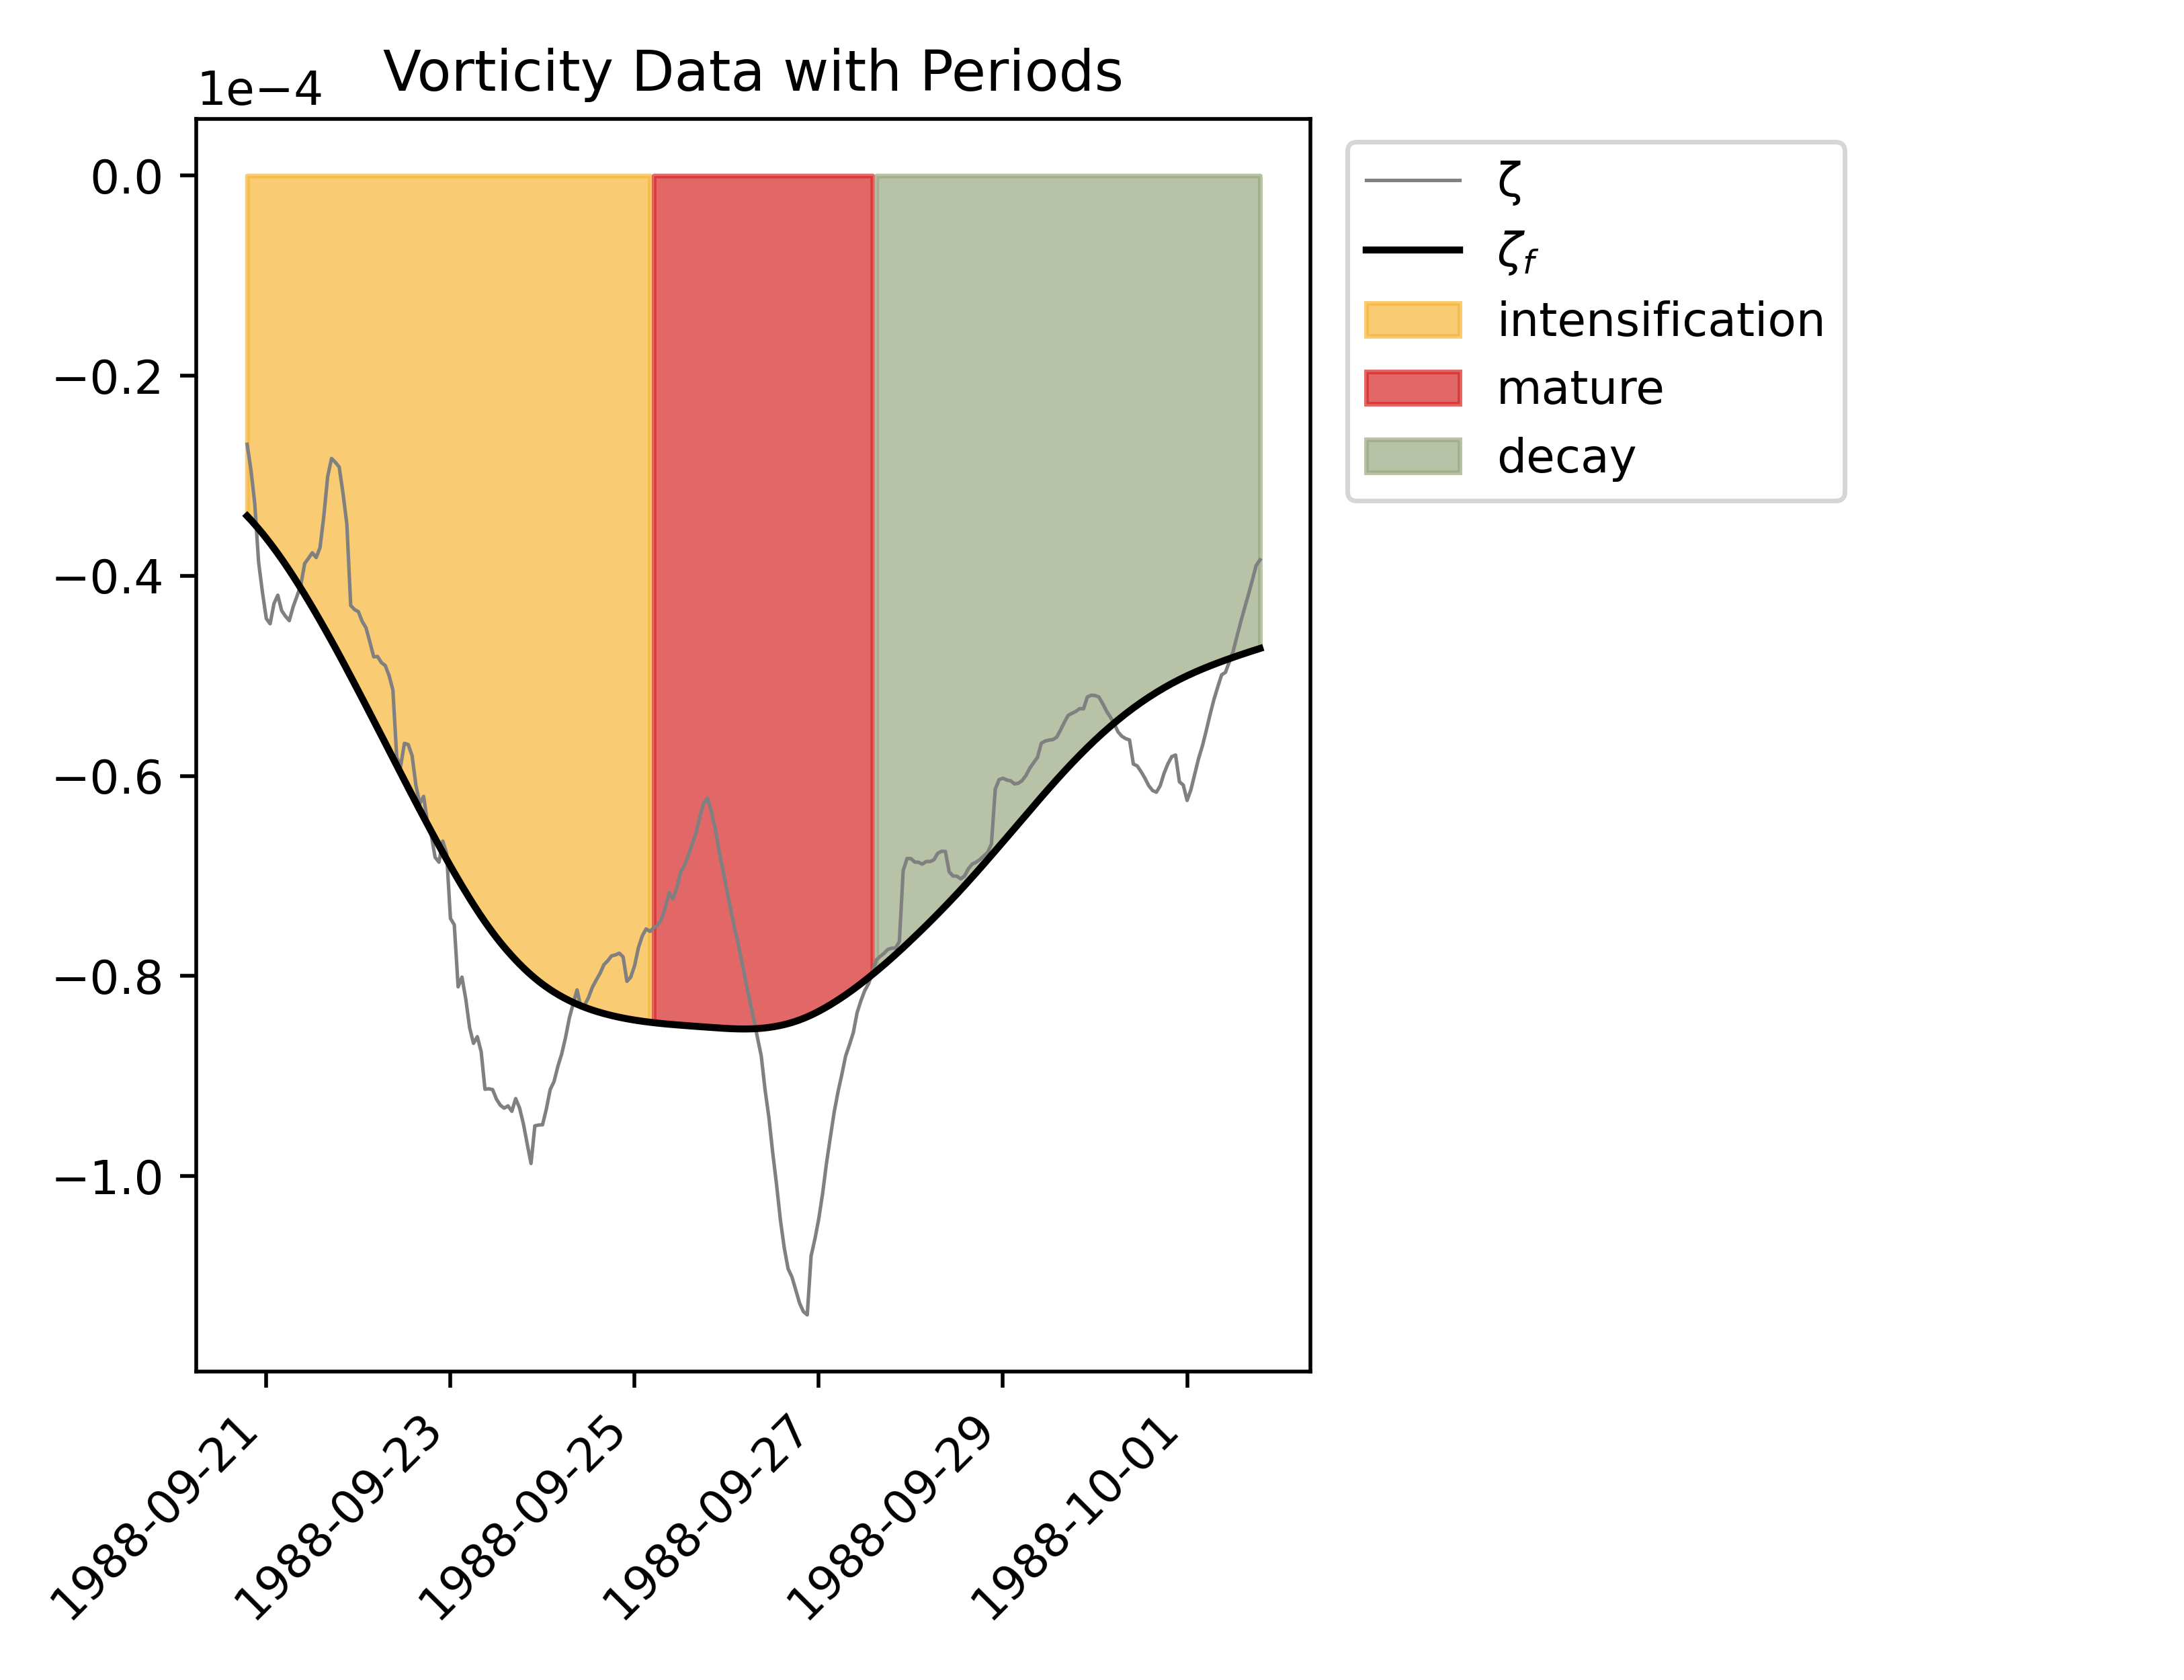 Vorticity Data with Periods
1e−4
0.0
−0.2
−0.4
−0.6
−0.8
−1.0
1988-09-21
1988-09-23
1988-09-25
1988-09-27
1988-09-29
1988-10-01
ζ
ζf
intensification
mature
decay